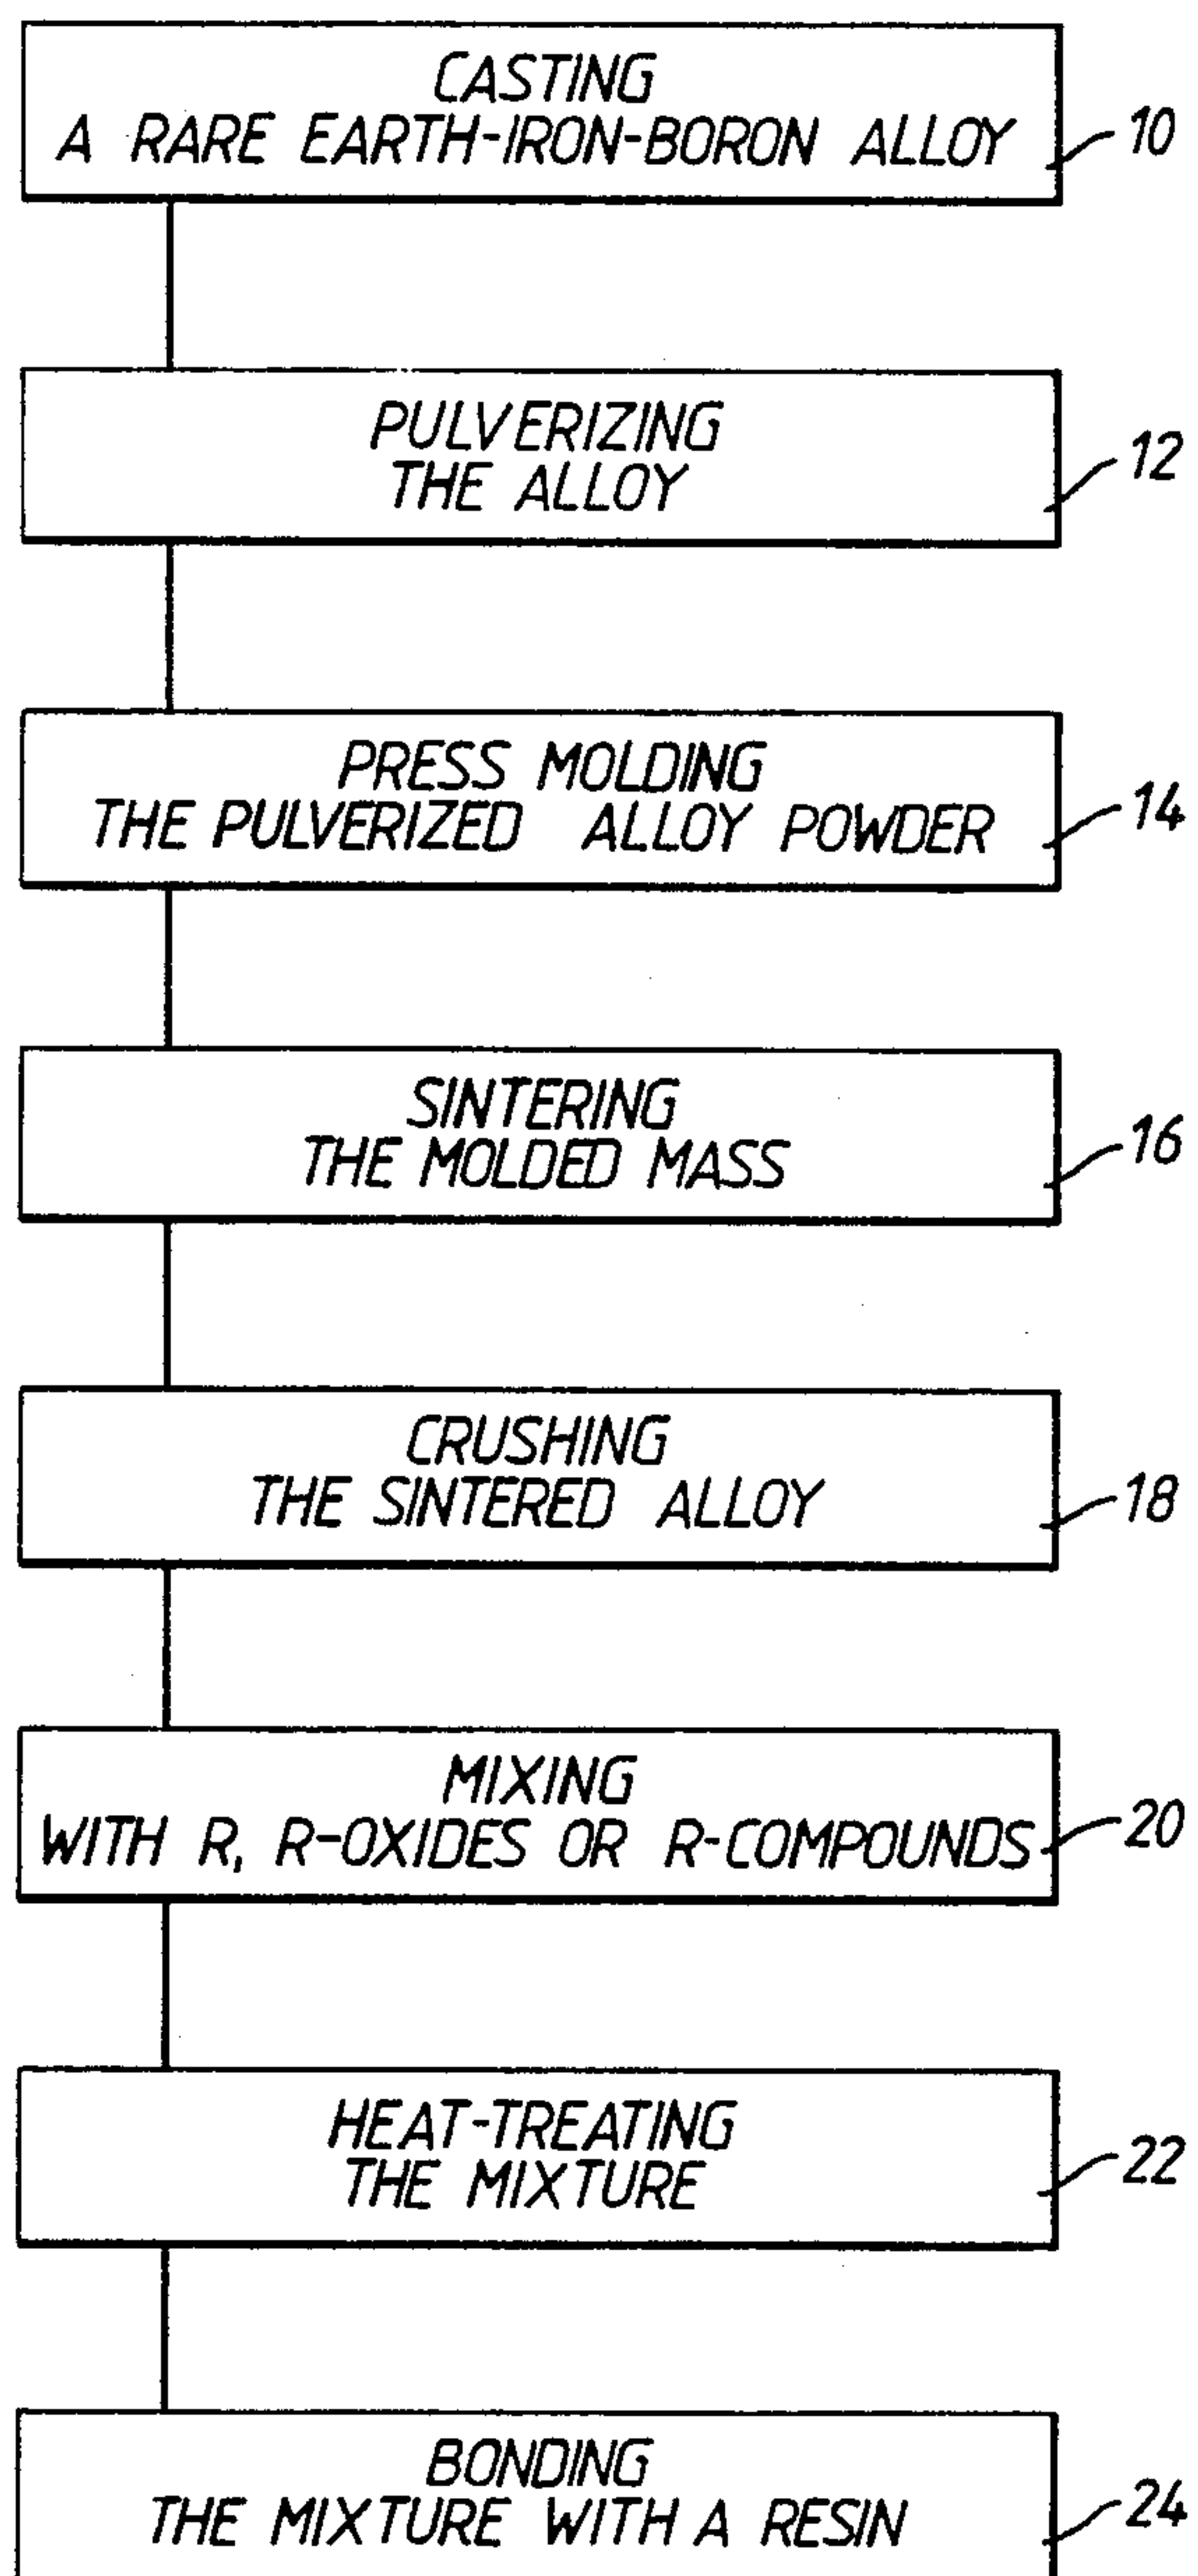 CASTING
A RARE EARTH-IRON-BORON ALLOY
10
PULVERIZING
THE ALLOY
12
PRESS MOLDING
THE PULVERIZED ALLOY POWDER
14
SINTERING
THE MOLDED MASS
16
CRUSHING
THE SINTERED ALLOY
18
MIXING
WITH R, R-OXIDES OR R-COMPOUNDS
20
HEAT-TREATING
THE MIXTURE
22
BONDING
THE MIXTURE WITH A RESIN
24